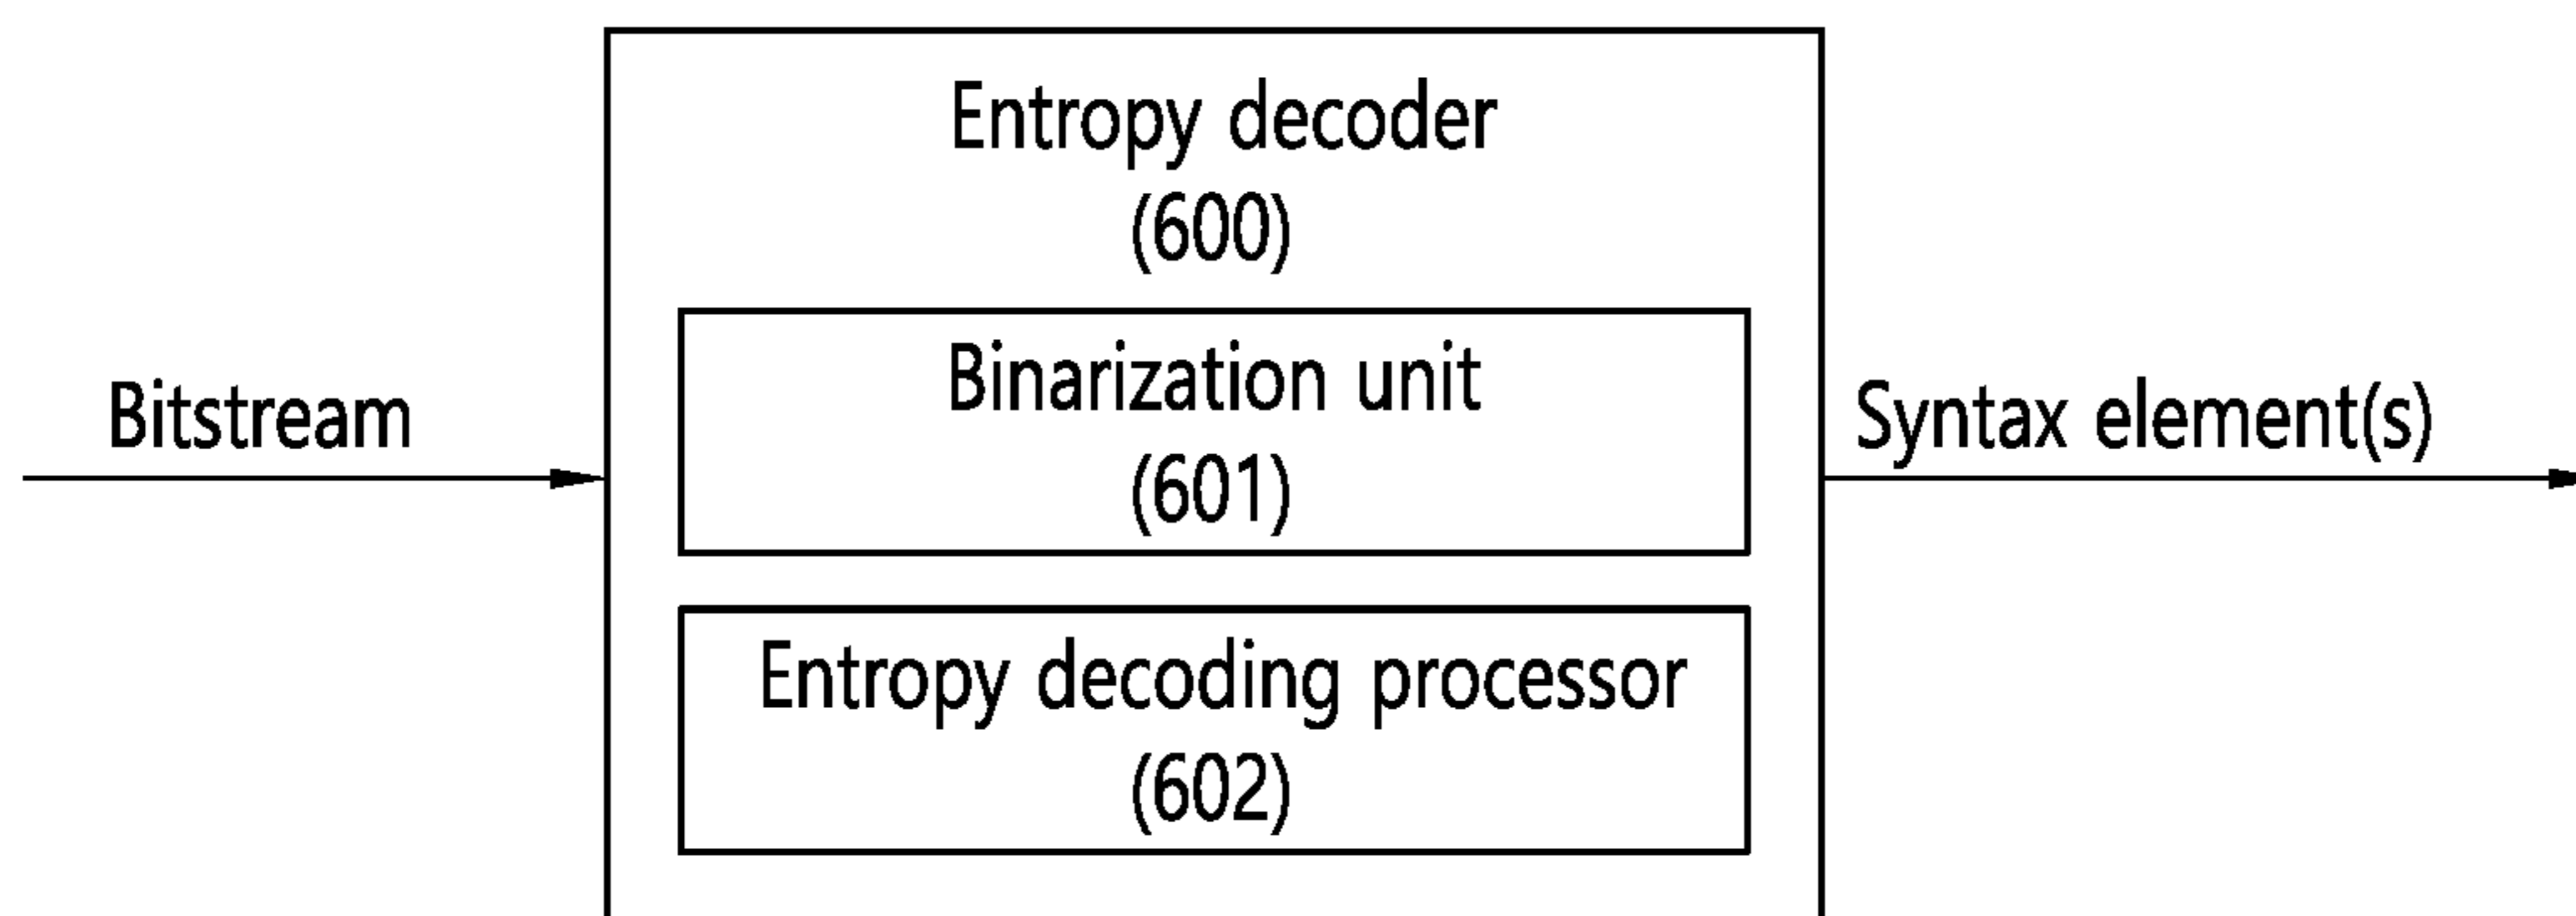 Entropy decoder
(600)
Bitstream
Binarization unit
(601)
Syntax element(s)
Entropy decoding processor
(602)